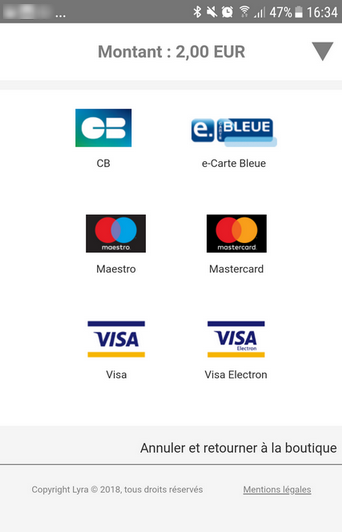 ... 47% 16:34
Montant : 2,00 EUR
CB e. BLEUE
CB e-Carte Bleue
maestro mastercard
Maestro Mastercard
VISA VISA
Electron
Visa Visa Electron
Annuler et retourner à la boutique
Copyright Lyra © 2018, tous droits réservés Mentions légales